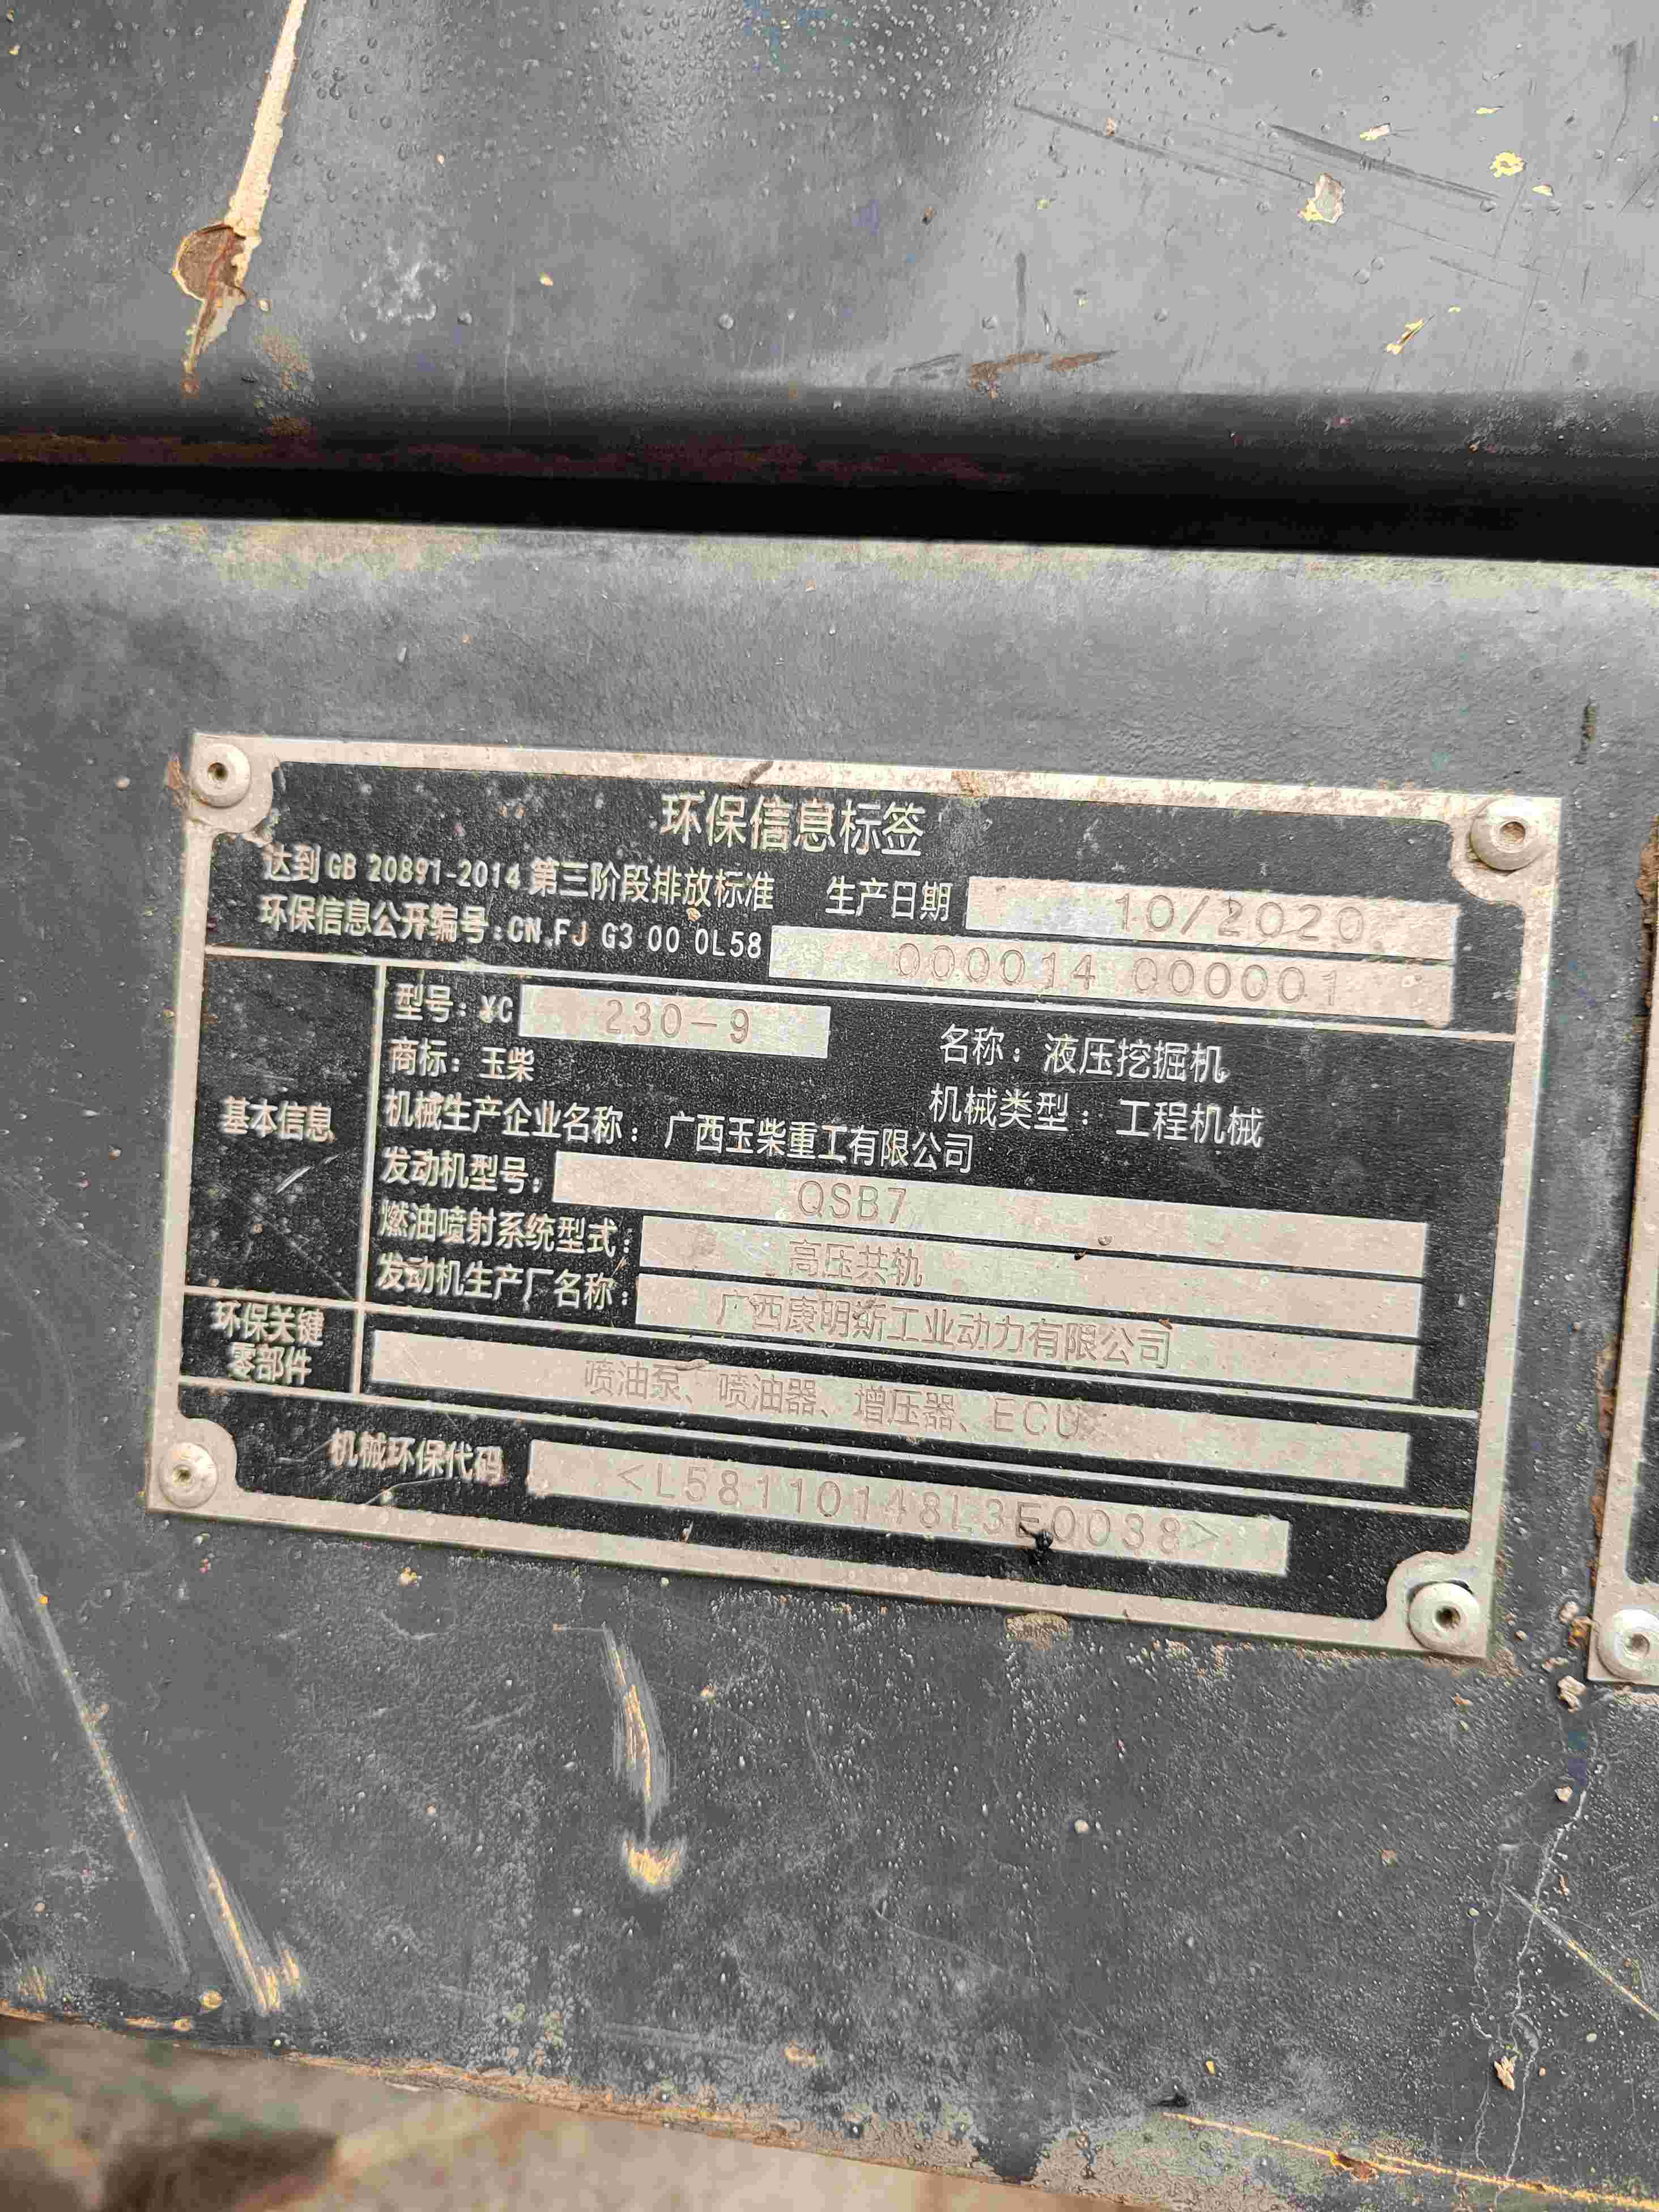 环保信息标签
达到 GB 20891-2014 第三阶段排放标准 生产日期 10/2020
环保信息公开编号:CN FJ G3 00 0L58 000014 000001
基本信息
型号: YC 230-9 名称: 液压挖掘机
商标: 玉柴 机械类型: 工程机械
机械生产企业名称: 广西玉柴重工有限公司
发动机型号: QSB7
燃油喷射系统型式: 高压共轨
发动机生产厂名称: 广西康明斯工业动力有限公司
环保关键零部件 喷油泵、喷油器、增压器、ECU
机械环保代码 <L58110148L3E0038>